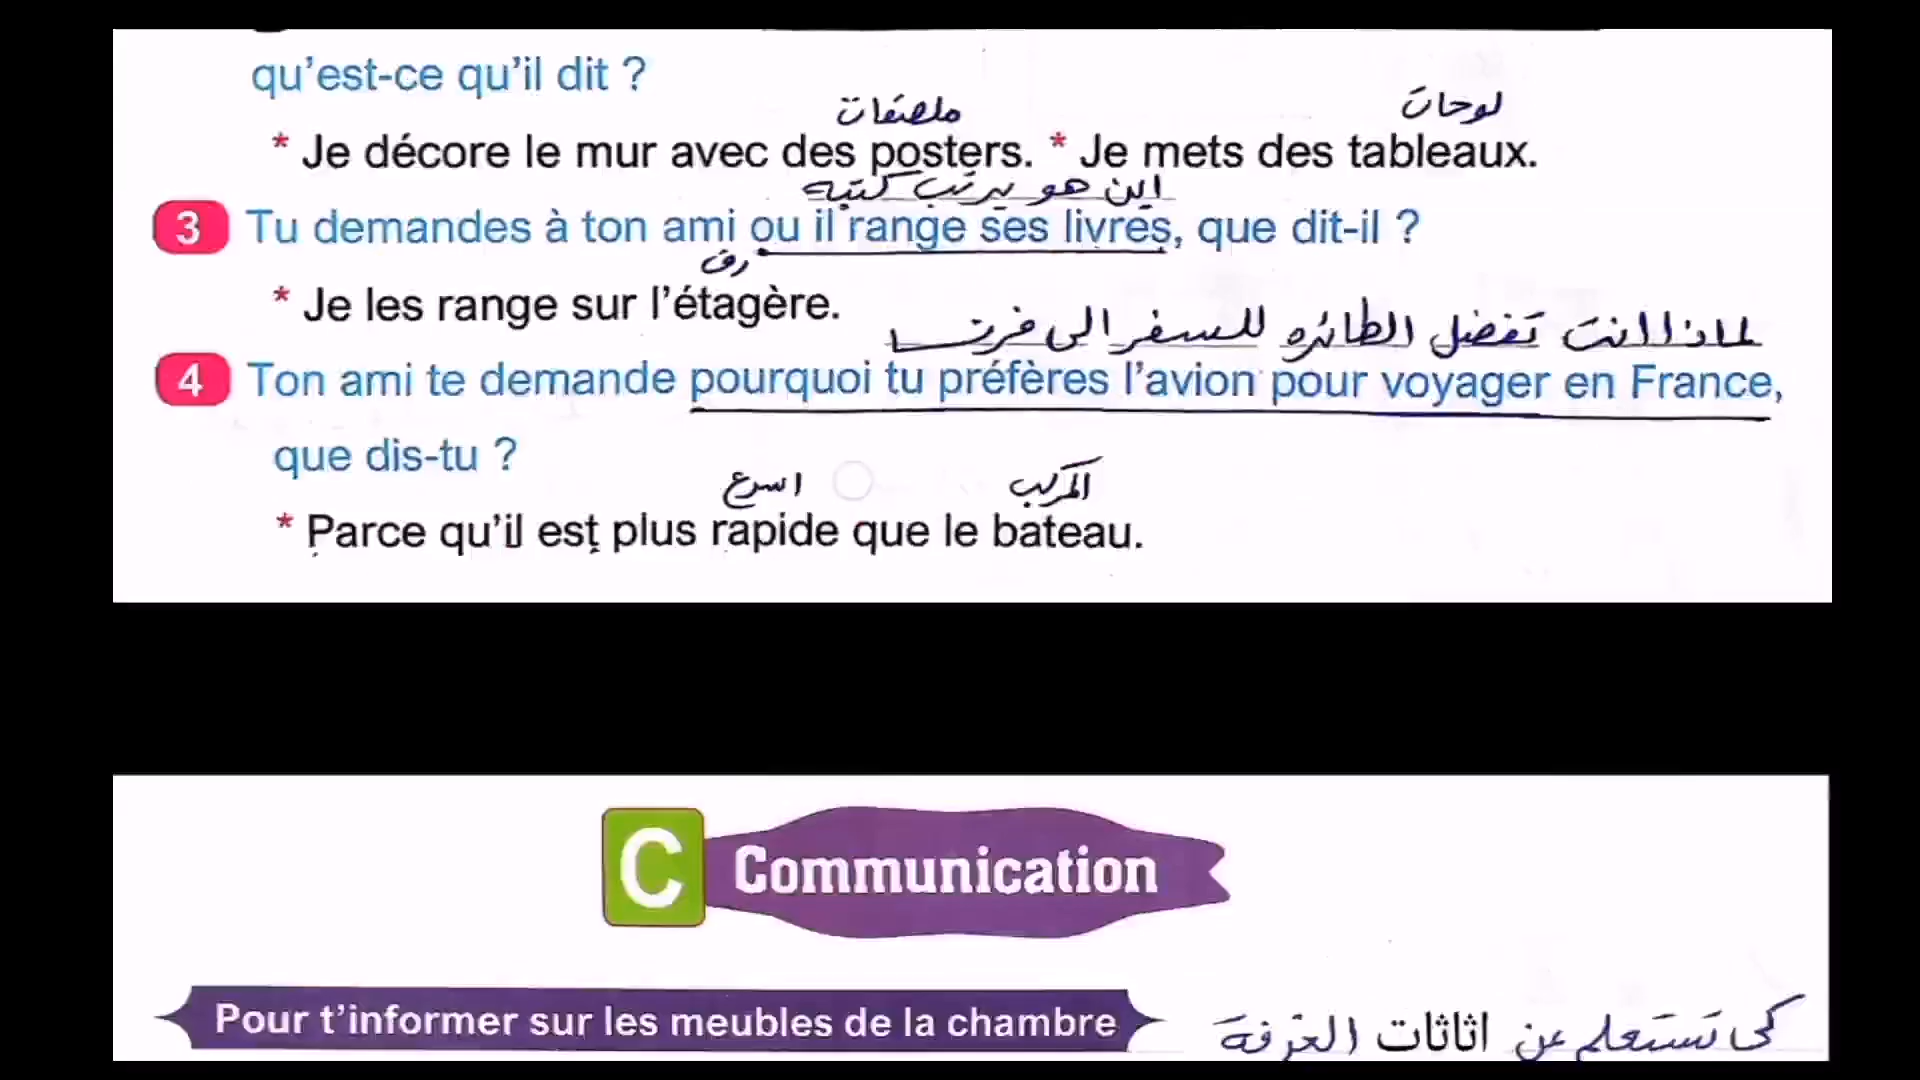 qu'est-ce qu'il dit ?
ملصقات لوحات
* Je décore le mur avec des posters. * Je mets des tableaux.
اين هو يرتب كتبه
3 Tu demandes à ton ami ou il range ses livres, que dit-il ?
رف
* Je les range sur l'étagère.
لماذا انت تفضل الطائره للسفر الى فرنسا
4 Ton ami te demande pourquoi tu préfères l'avion pour voyager en France,
que dis-tu ?
اسرع المركب
* Parce qu'il est plus rapide que le bateau.
C Communication
Pour t'informer sur les meubles de la chambre كى تستعلم عن اثاثات الغرفة